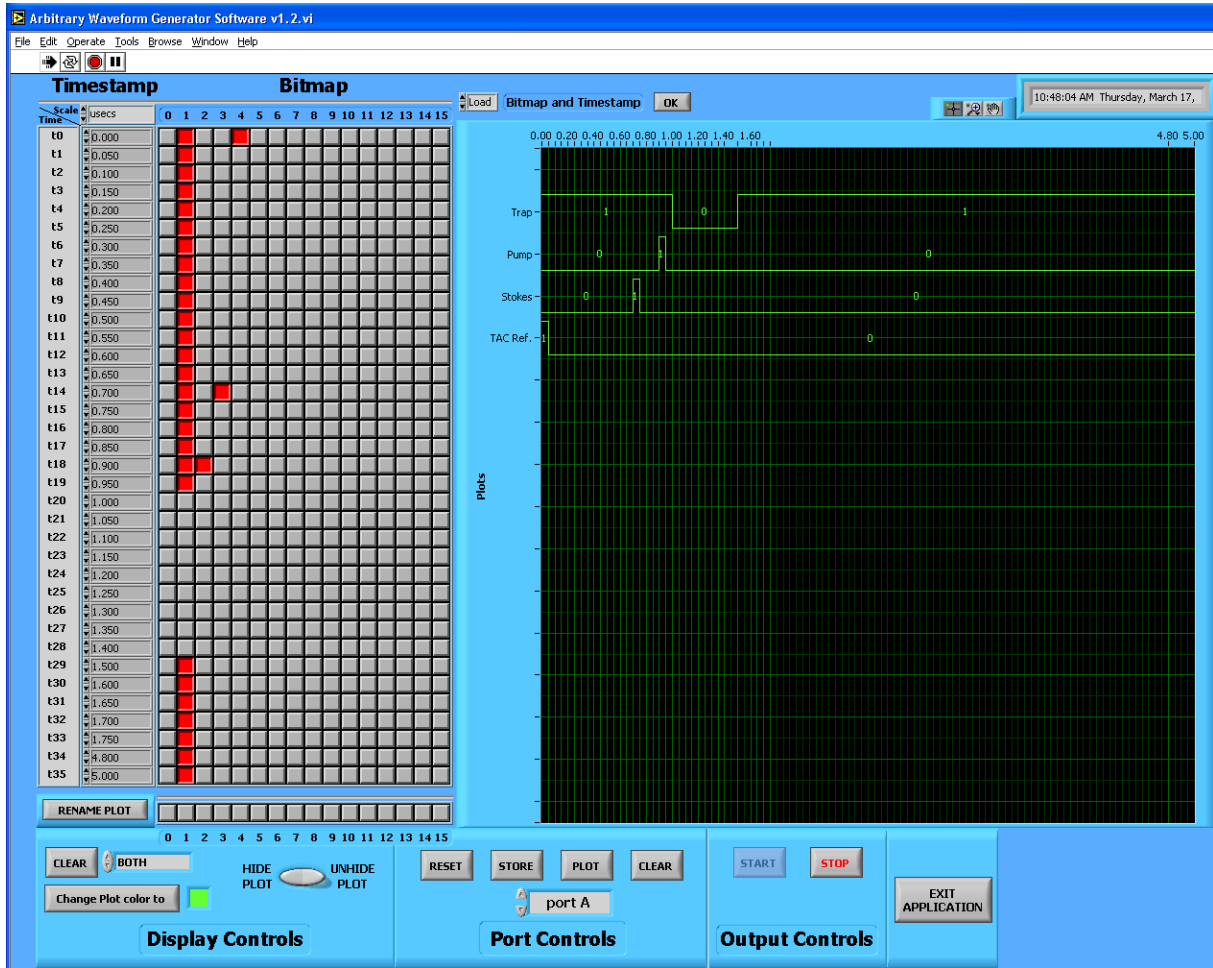 Arbitrary Waveform Generator Software v1.2.vi
File Edit Operate Tools Browse Window Help
Timestamp Bitmap
Load Bitmap and Timestamp OK
10:48:04 AM Thursday, March 17,
Scale Time usecs 0 1 2 3 4 5 6 7 8 9 10 11 12 13 14 15
0.00 0.20 0.40 0.60 0.80 1.00 1.20 1.40 1.60 4.80 5.00
t0 0.000
t1 0.050
t2 0.100
t3 0.150
t4 0.200
t5 0.250
t6 0.300
t7 0.350
t8 0.400
t9 0.450
t10 0.500
t11 0.550
t12 0.600
t13 0.650
t14 0.700
t15 0.750
t16 0.800
t17 0.850
t18 0.900
t19 0.950
t20 1.000
t21 1.050
t22 1.100
t23 1.150
t24 1.200
t25 1.250
t26 1.300
t27 1.350
t28 1.400
t29 1.500
t30 1.600
t31 1.650
t32 1.700
t33 1.750
t34 4.800
t35 5.000
Trap 1 0 1
Pump 0 1 0
Stokes 0 1 0
TAC Ref. 1 0
Plots
RENAME PLOT
0 1 2 3 4 5 6 7 8 9 10 11 12 13 14 15
CLEAR BOTH
HIDE PLOT UNHIDE PLOT
Change Plot color to
Display Controls
RESET STORE PLOT CLEAR
port A
Port Controls
START STOP
Output Controls
EXIT APPLICATION